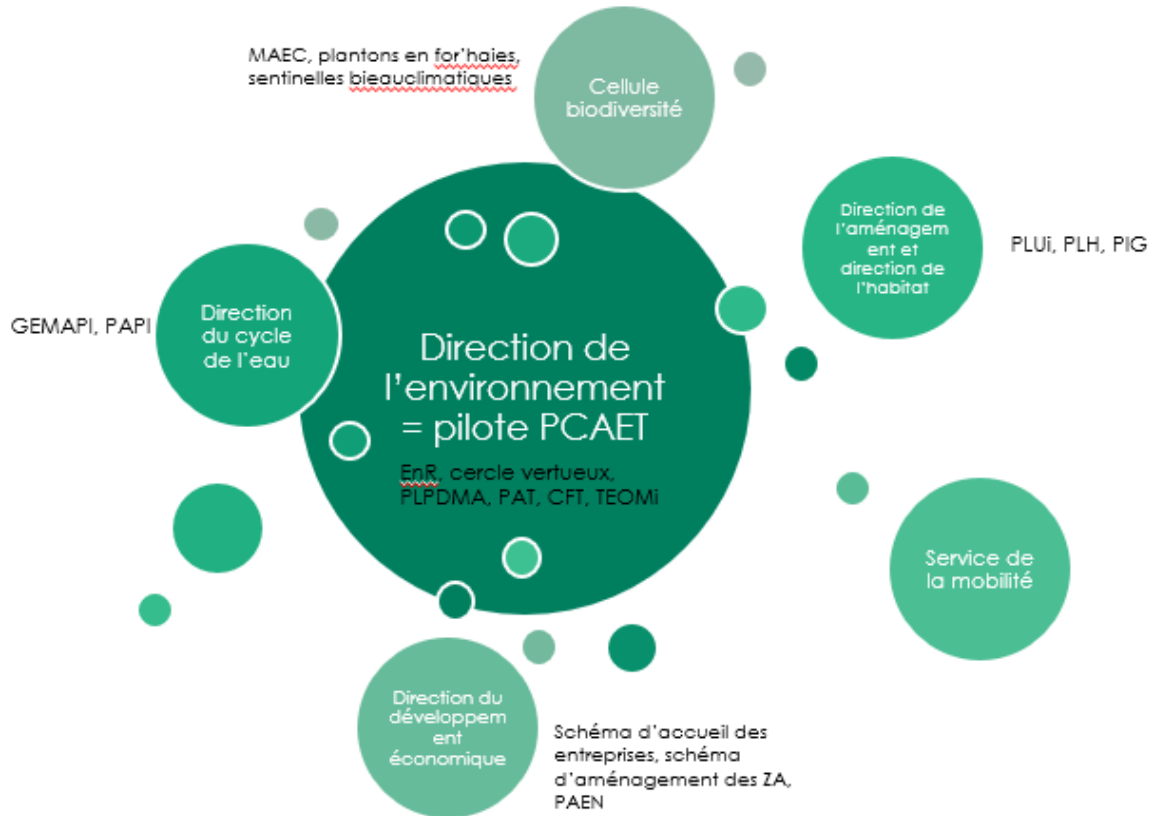 MAEC, plantons en for'haies,
sentinelles bieauclimatiques
Cellule
biodiversité
Direction de
l'aménagem
ent et
direction de
l'habitat
PLUi, PLH, PIG
GEMAPI, PAPI
Direction
du cycle
de l'eau
Direction de
l'environnement
= pilote PCAET
EnR, cercle vertueux,
PLPDMA, PAT, CFT, TEOMi
Service de
la mobilité
Direction du
développem
ent
économique
Schéma d'accueil des
entreprises, schéma
d'aménagement des ZA,
PAEN